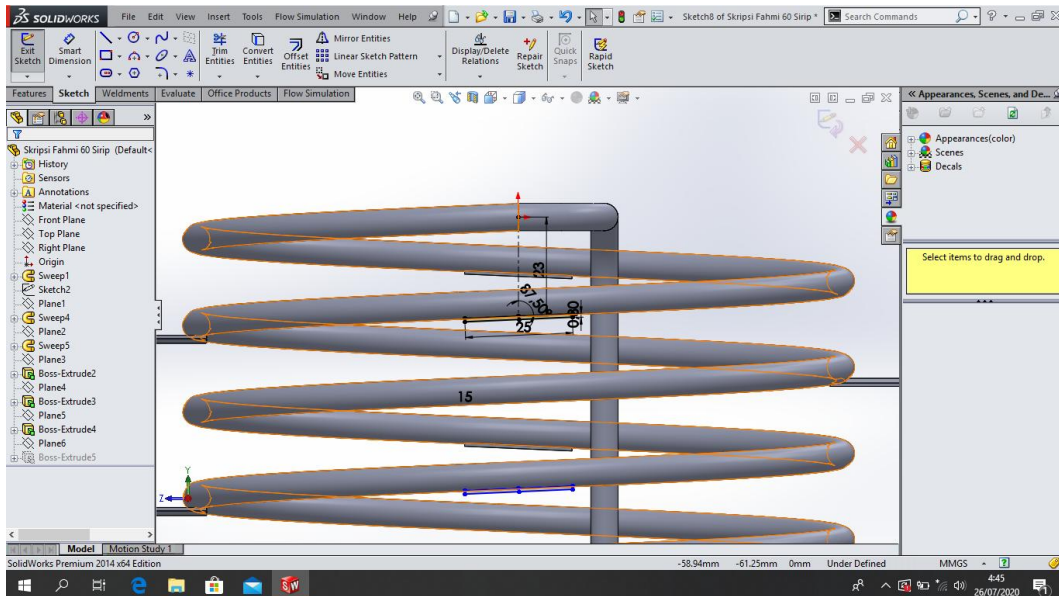 SOLIDWORKS File Edit View Insert Tools Flow Simulation Window Help Sketch8 of Skripsi Fahmi 60 Sirip * Search Commands
Exit Sketch
Smart Dimension
Trim Entities
Convert Entities
Offset Entities
Mirror Entities
Linear Sketch Pattern
Move Entities
Display/Delete Relations
Repair Sketch
Quick Snaps
Rapid Sketch
Features Sketch Weldments Evaluate Office Products Flow Simulation
Skripsi Fahmi 60 Sirip (Default<
History
Sensors
A Annotations
Material <not specified>
Front Plane
Top Plane
Right Plane
Origin
Sweep1
Sketch2
Plane1
Sweep4
Plane2
Sweep5
Plane3
Boss-Extrude2
Plane4
Boss-Extrude3
Plane5
Boss-Extrude4
Plane6
Boss-Extrude5
23
87.50°
0.80
25
15
Y
Z
Appearances, Scenes, and De...
Appearances(color)
Scenes
Decals
Select items to drag and drop.
Model Motion Study 1
SolidWorks Premium 2014 x64 Edition -58.94mm -61.25mm 0mm Under Defined MMGS
4:45
26/07/2020